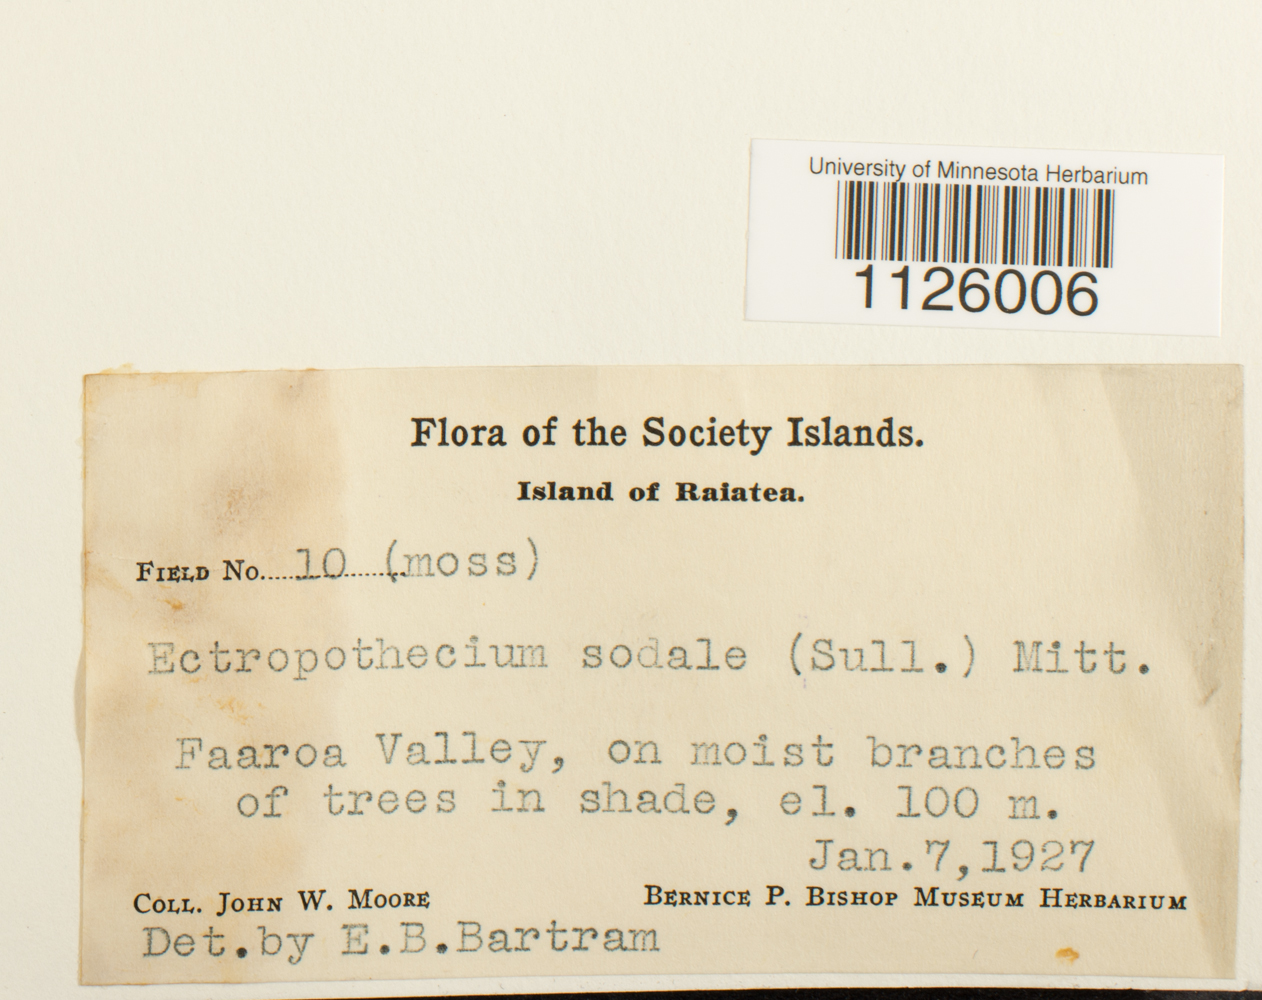 University of Minnesota Herbarium
1126006
Flora of the Society Islands.
Island of Raiatea.
FIELD No. 10 (moss)
Ectropothecium sodale (Sull.) Mitt.
Faaroa Valley, on moist branches
of trees in shade, el. 100 m.
Jan.7,1927
COLL. JOHN W. MOORE BERNICE P. BISHOP MUSEUM HERBARIUM
Det.by E.B.Bartram